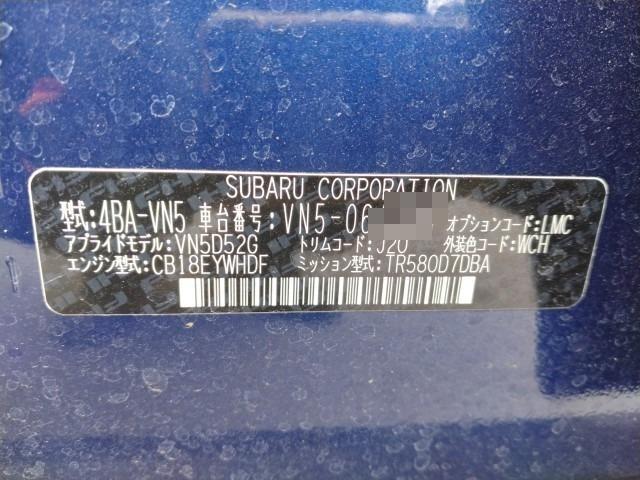 SUBARU CORPORATION
型式:4BA-VN5 車台番号:VN5-06 オプションコード:LMC
アプライドモデル:VN5D52G トリムコード:J20 外装色コード:WCH
エンジン型式:CB18EYWHDF ミッション型式:TR580D7DBA